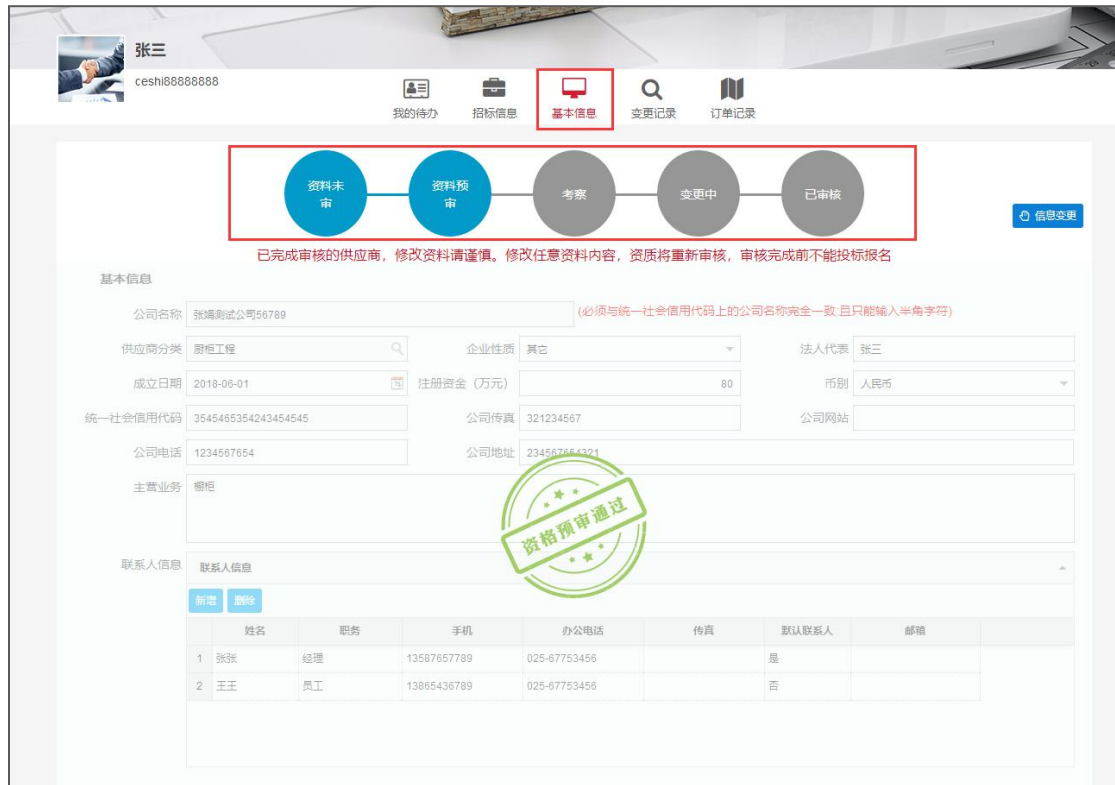 张三
ceshi88888888
我的待办 招标信息 基本信息 变更记录 订单记录
资料未审 资料预审 考察 变更中 已审核
信息变更
已完成审核的供应商，修改资料请谨慎。修改任意资料内容，资质将重新审核，审核完成前不能投标报名
基本信息
公司名称 张嫣测试公司56789 (必须与统一社会信用代码上的公司名称完全一致,且只能输入半角字符)
供应商分类 厨柜工程 企业性质 其它 法人代表 张三
成立日期 2018-06-01 注册资金（万元） 80 币别 人民币
统一社会信用代码 3545465354243454545 公司传真 321234567 公司网站
公司电话 1234567654 公司地址 234567654321
主营业务 橱柜
资格预审通过
联系人信息 联系人信息
新增 删除
姓名 职务 手机 办公电话 传真 默认联系人 邮箱
1 张张 经理 13587657789 025-67753456 是
2 王王 员工 13865436789 025-67753456 否